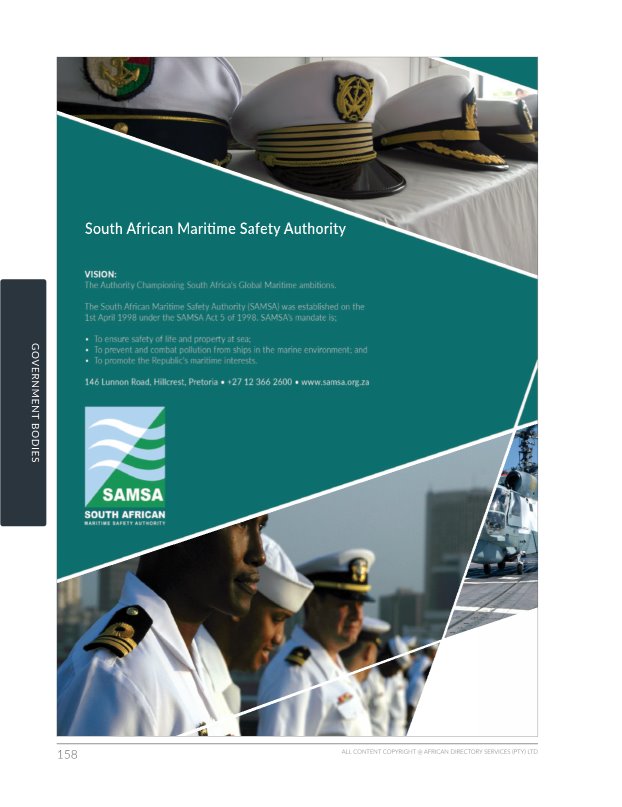 South African Maritime Safety Authority
VISION:
The Authority Championing South Africa's Global Maritime ambitions.
The South African Maritime Safety Authority (SAMSA) was established on the
1st April 1998 under the SAMSA Act 5 of 1998. SAMSA's mandate is;
• To ensure safety of life and property at sea;
• To prevent and combat pollution from ships in the marine environment; and
• To promote the Republic's maritime interests.
146 Lunnon Road, Hillcrest, Pretoria • +27 12 366 2600 • www.samsa.org.za
GOVERNMENT BODIES
SAMSA
SOUTH AFRICAN
MARITIME SAFETY AUTHORITY
158
ALL CONTENT COPYRIGHT @ AFRICAN DIRECTORY SERVICES (PTY) LTD